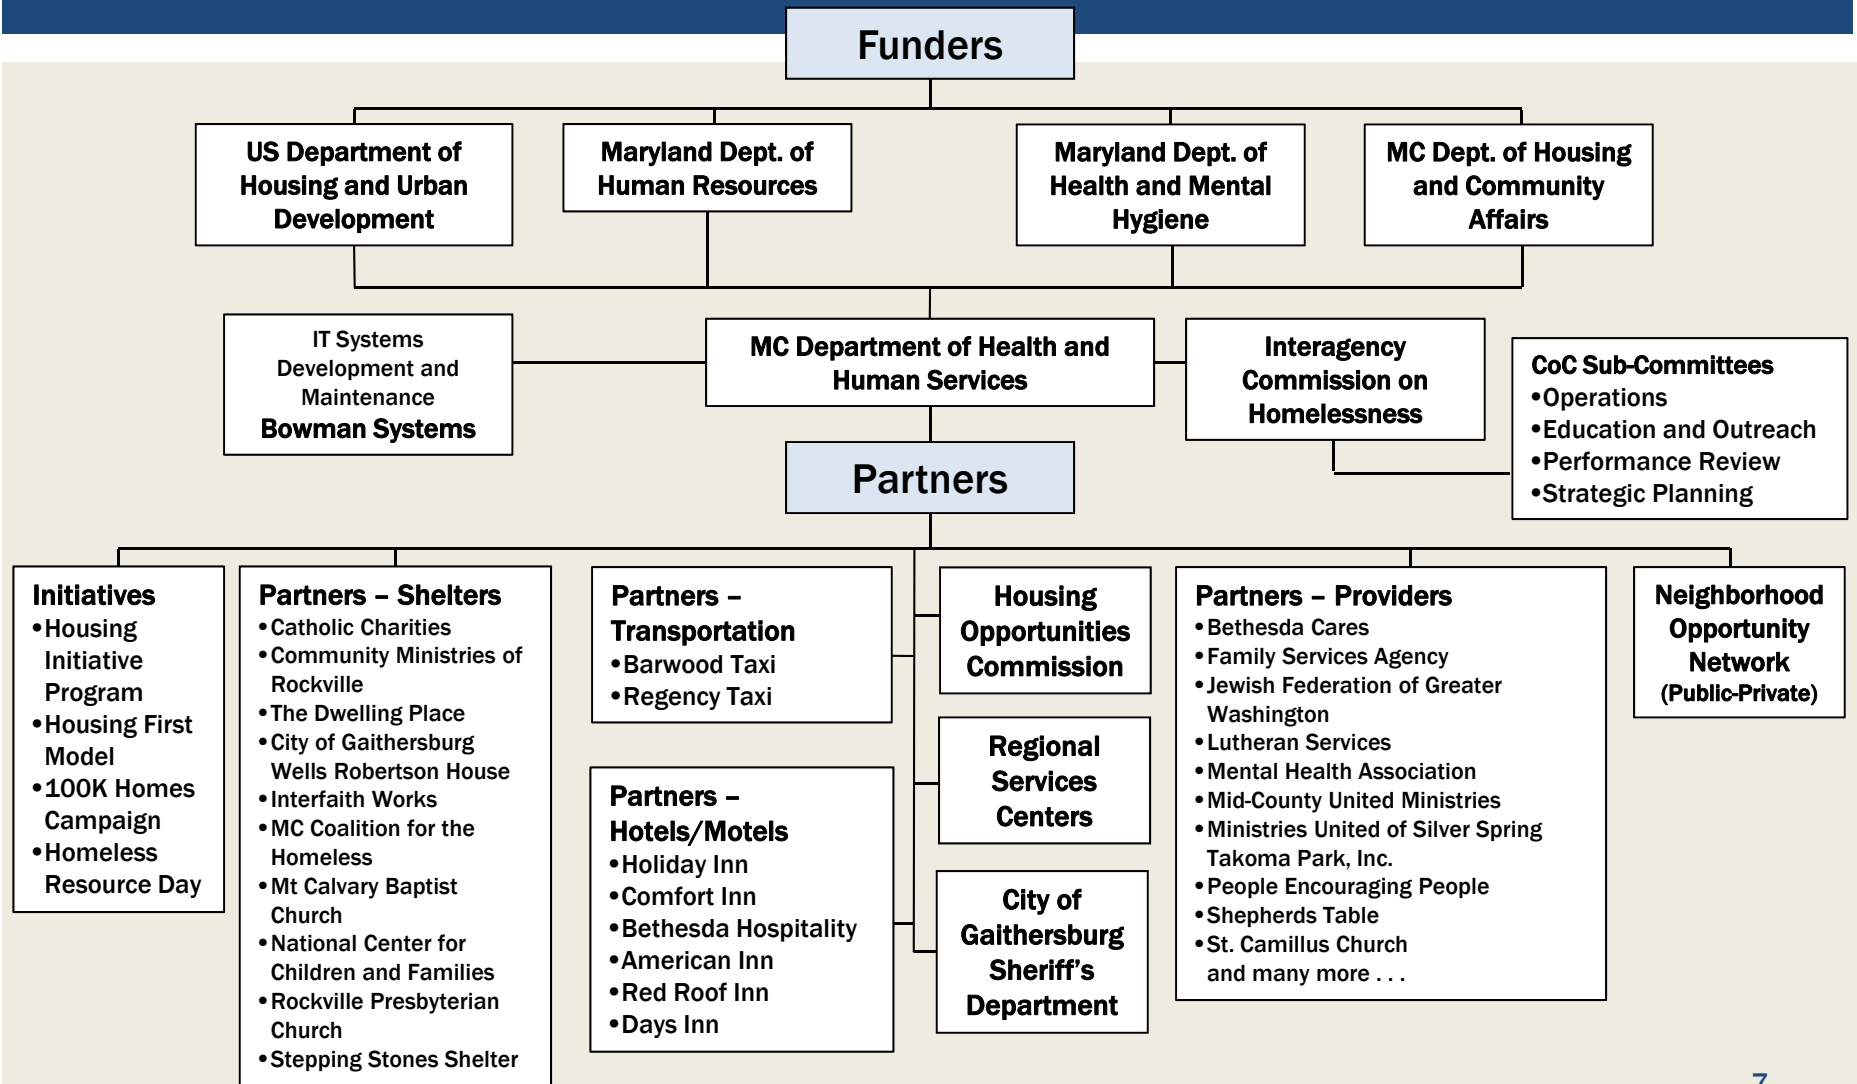 Funders
US Department of
Housing and Urban
Development
Maryland Dept. of
Human Resources
Maryland Dept. of
Health and Mental
Hygiene
MC Dept. of Housing
and Community
Affairs
IT Systems
Development and
Maintenance
Bowman Systems
MC Department of Health and
Human Services
Interagency
Commission on
Homelessness
CoC Sub-Committees
•Operations
•Education and Outreach
•Performance Review
•Strategic Planning
Partners
Initiatives
•Housing
Initiative
Program
•Housing First
Model
•100K Homes
Campaign
•Homeless
Resource Day
Partners – Shelters
•Catholic Charities
•Community Ministries of
Rockville
•The Dwelling Place
•City of Gaithersburg
Wells Robertson House
•Interfaith Works
•MC Coalition for the
Homeless
•Mt Calvary Baptist
Church
•National Center for
Children and Families
•Rockville Presbyterian
Church
•Stepping Stones Shelter
Partners –
Transportation
•Barwood Taxi
•Regency Taxi
Partners –
Hotels/Motels
•Holiday Inn
•Comfort Inn
•Bethesda Hospitality
•American Inn
•Red Roof Inn
•Days Inn
Housing
Opportunities
Commission
Regional
Services
Centers
City of
Gaithersburg
Sheriff's
Department
Partners – Providers
•Bethesda Cares
•Family Services Agency
•Jewish Federation of Greater
Washington
•Lutheran Services
•Mental Health Association
•Mid-County United Ministries
•Ministries United of Silver Spring
Takoma Park, Inc.
•People Encouraging People
•Shepherds Table
•St. Camillus Church
and many more . . .
Neighborhood
Opportunity
Network
(Public-Private)
7